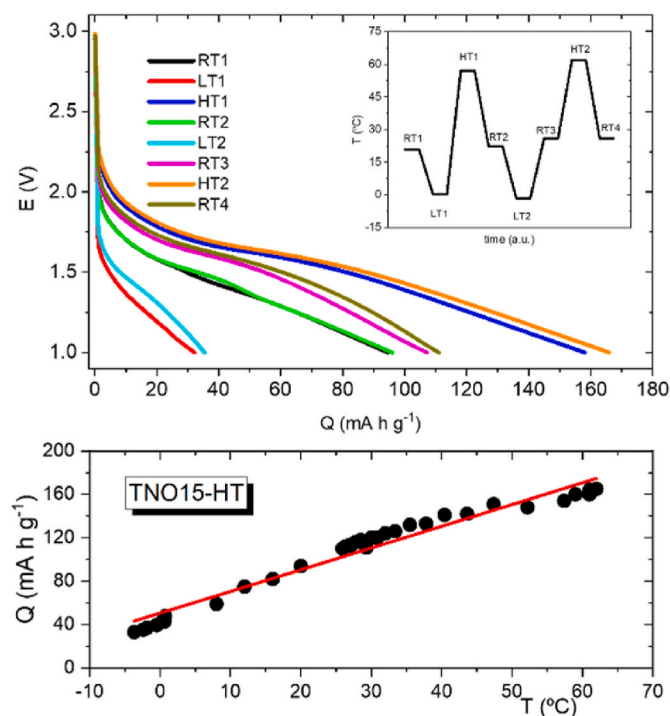 3.0
2.5
2.0
1.5
1.0
E (V)
RT1
LT1
HT1
RT2
LT2
RT3
HT2
RT4
75
60
45
30
15
0
-15
T (ºC)
RT1
LT1
HT1
RT2
LT2
RT3
HT2
RT4
time (a.u.)
0 20 40 60 80 100 120 140 160 180
Q (mA h g⁻¹)
200
160
120
80
40
0
Q (mA h g⁻¹)
TNO15-HT
-10 0 10 20 30 40 50 60 70
T (ºC)